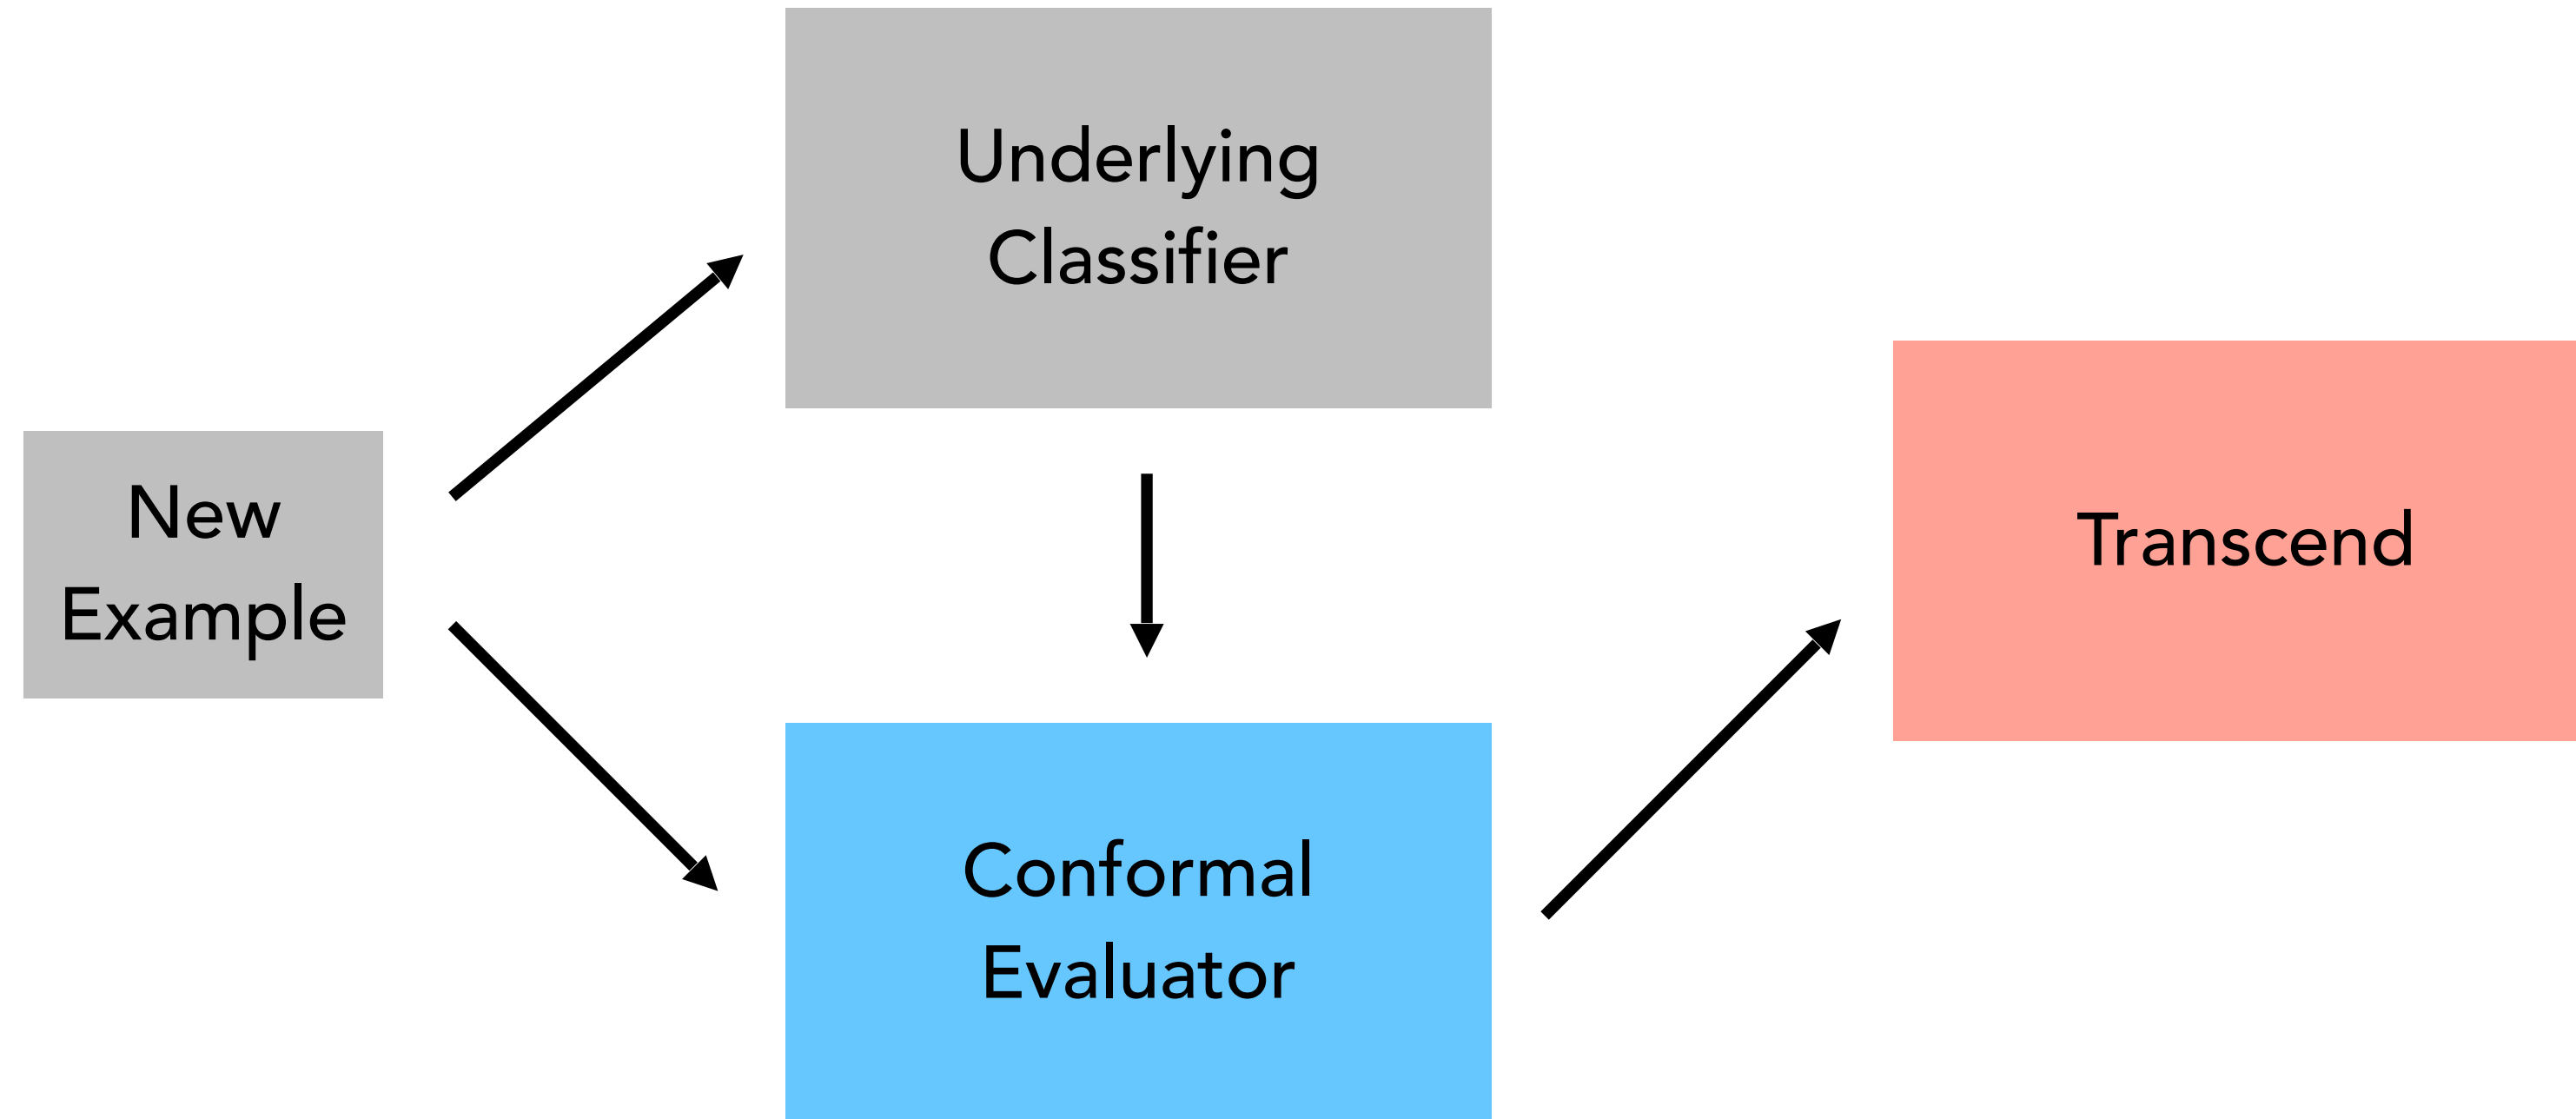 New
Example
Underlying
Classifier
Conformal
Evaluator
Transcend